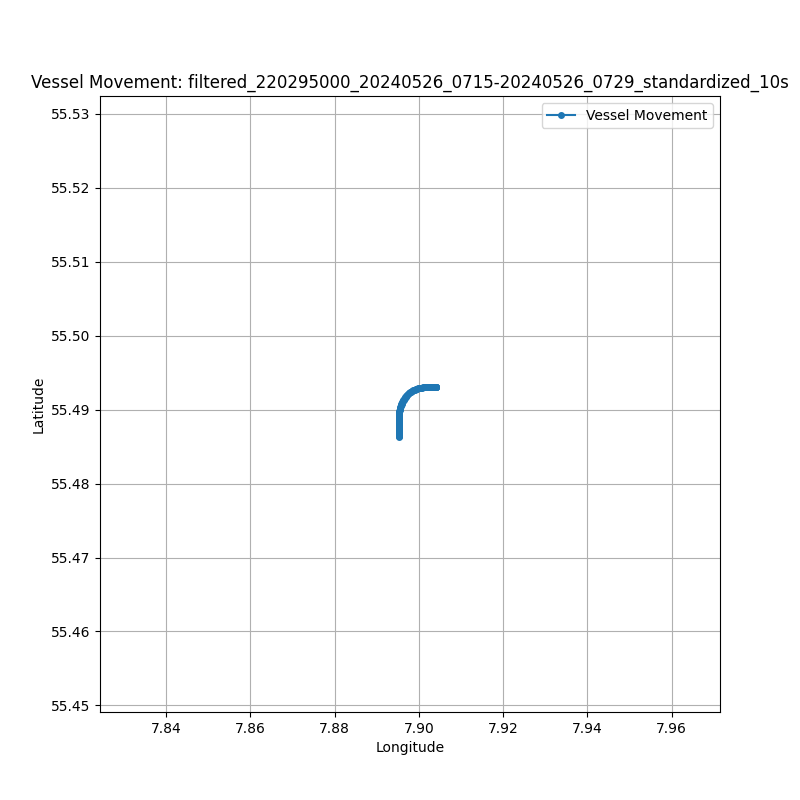 Vessel Movement: filtered_220295000_20240526_0715-20240526_0729_standardized_10s
Vessel Movement
55.53
55.52
55.51
55.50
55.49
55.48
55.47
55.46
55.45
Latitude
7.84 7.86 7.88 7.90 7.92 7.94 7.96
Longitude